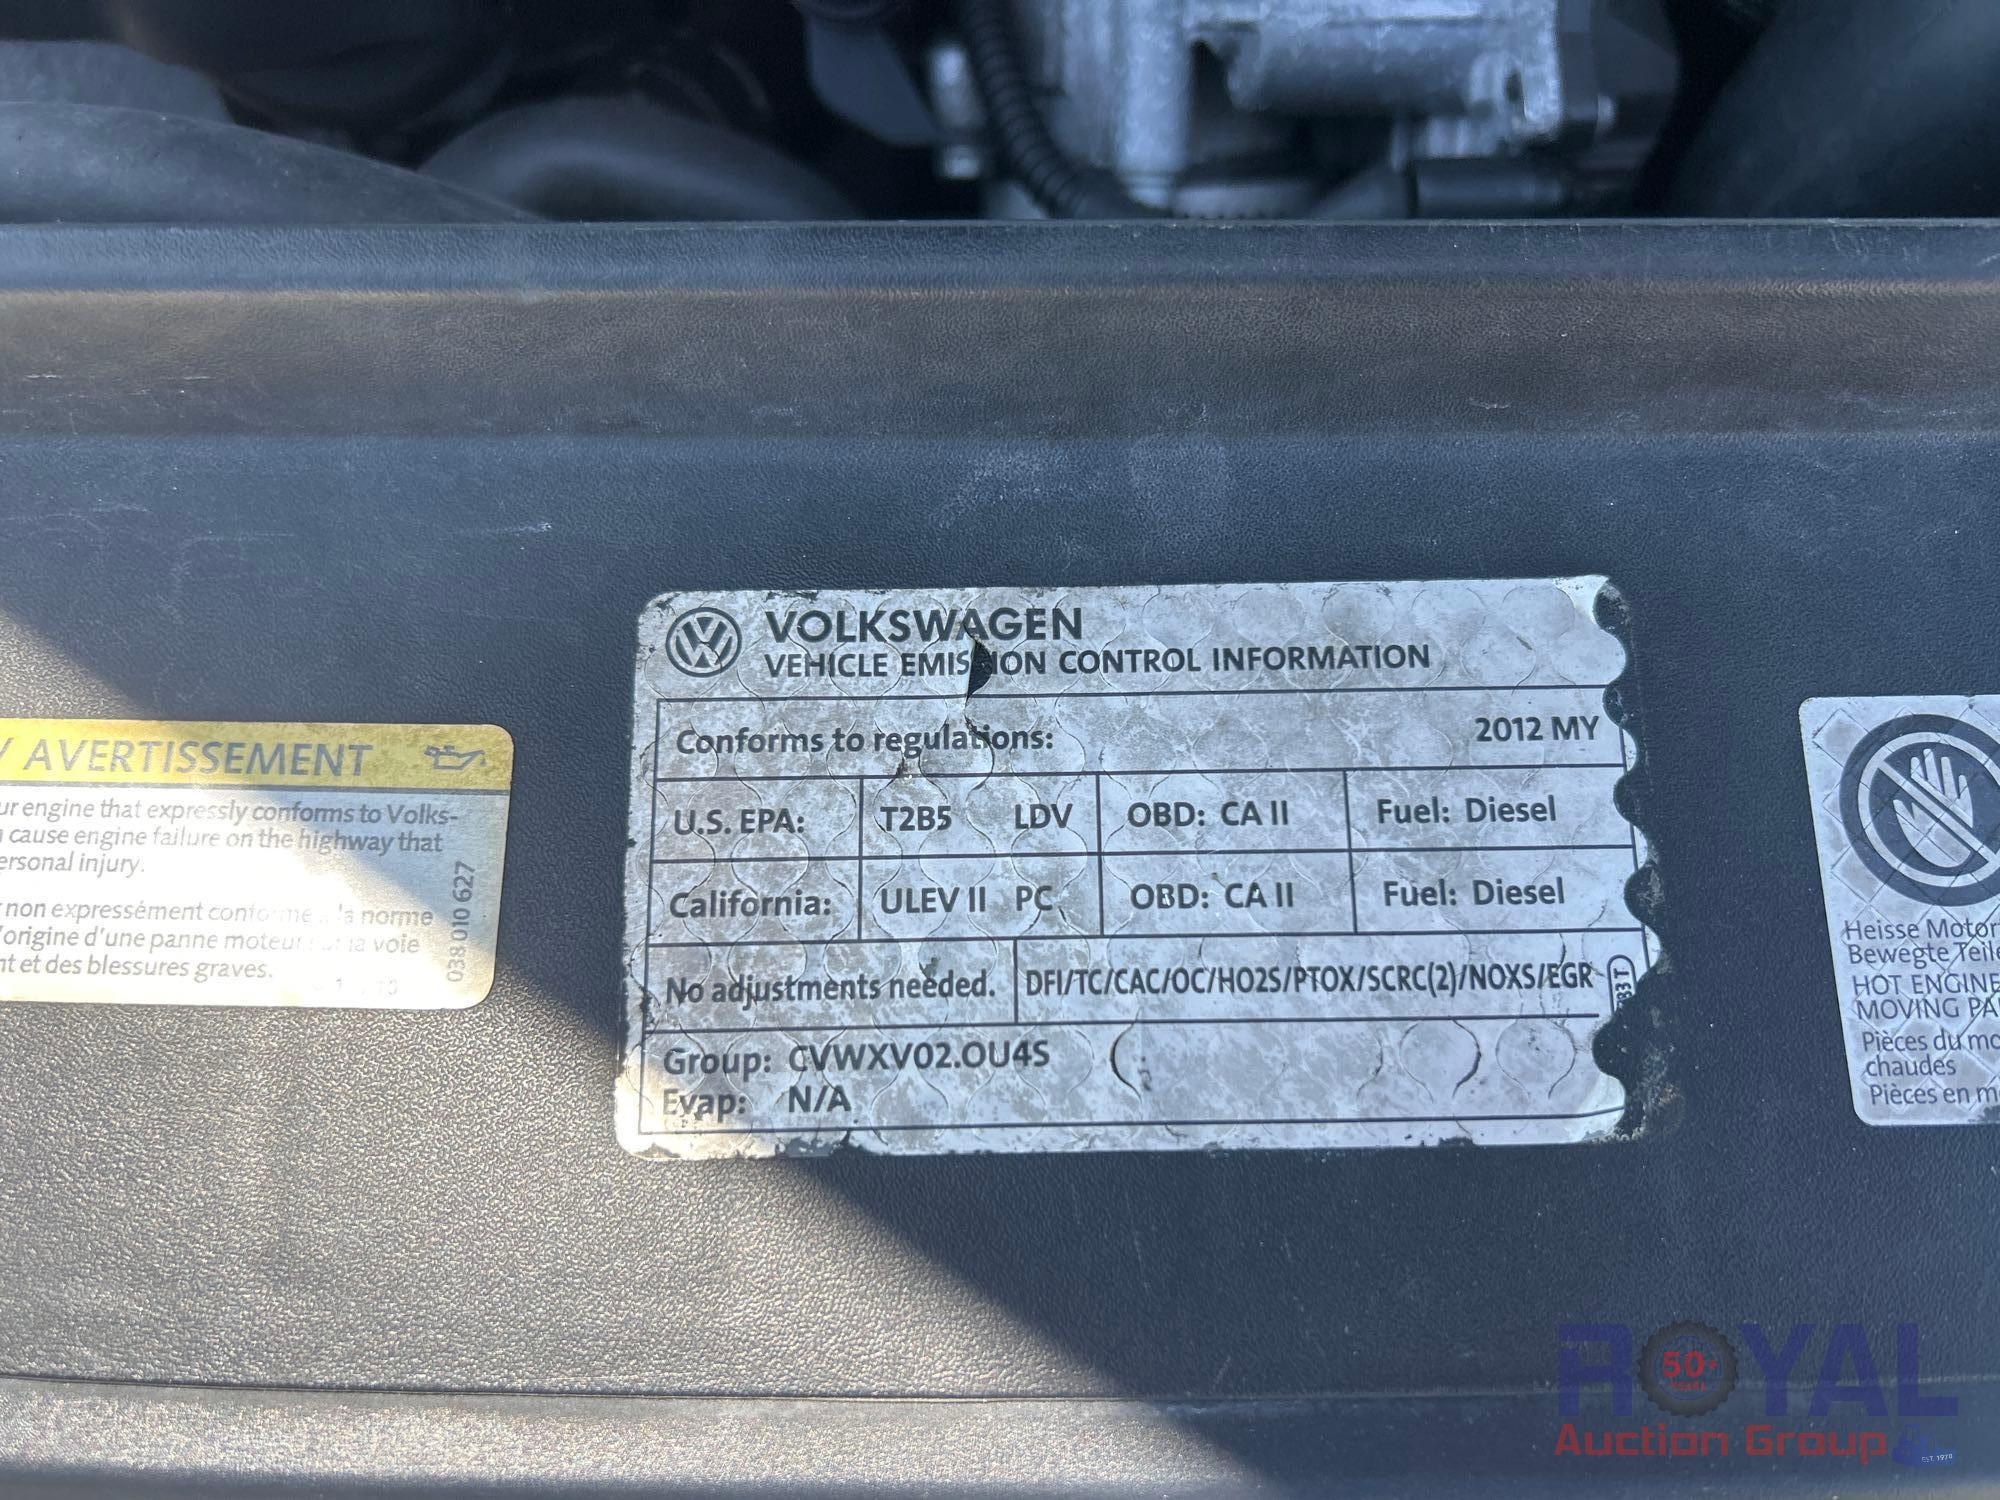 VOLKSWAGEN
VEHICLE EMISSION CONTROL INFORMATION
Conforms to regulations: 2012 MY
U.S. EPA: T2B5 LDV OBD: CA II Fuel: Diesel
California: ULEV II PC OBD: CA II Fuel: Diesel
No adjustments needed. DFI/TC/CAC/OC/HO2S/PTOX/SCRC(2)/NOXS/EGR
Group: CVWXV02.OU4S
Evap: N/A
/ AVERTISSEMENT
ur engine that expressly conforms to Volks-
cause engine failure on the highway that
ersonal injury.
non expressément conforme à la norme
l'origine d'une panne moteur sur la voie
nt et des blessures graves.
038 010 627
Heisse Motor
Bewegte Teile
HOT ENGINE
MOVING PA
Pièces du mo
chaudes
Pièces en m
ROYAL
50+
YEARS
Auction Group
EST. 1970